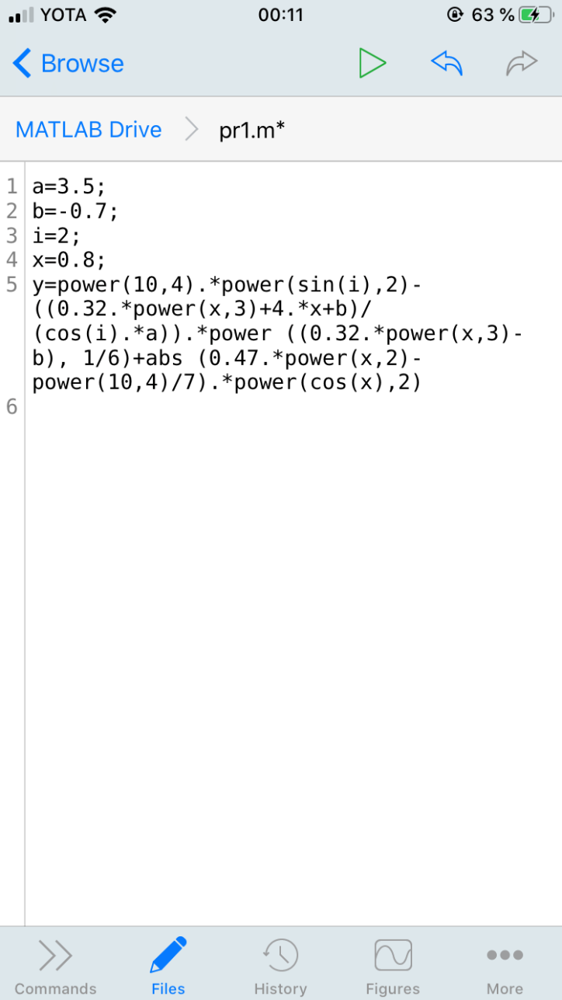 YOTA 00:11 63 %
Browse
MATLAB Drive pr1.m*
1 a=3.5;
2 b=-0.7;
3 i=2;
4 x=0.8;
5 y=power(10,4).*power(sin(i),2)-
((0.32.*power(x,3)+4.*x+b)/
(cos(i).*a)).*power ((0.32.*power(x,3)-
b), 1/6)+abs (0.47.*power(x,2)-
power(10,4)/7).*power(cos(x),2)
6
Commands Files History Figures More